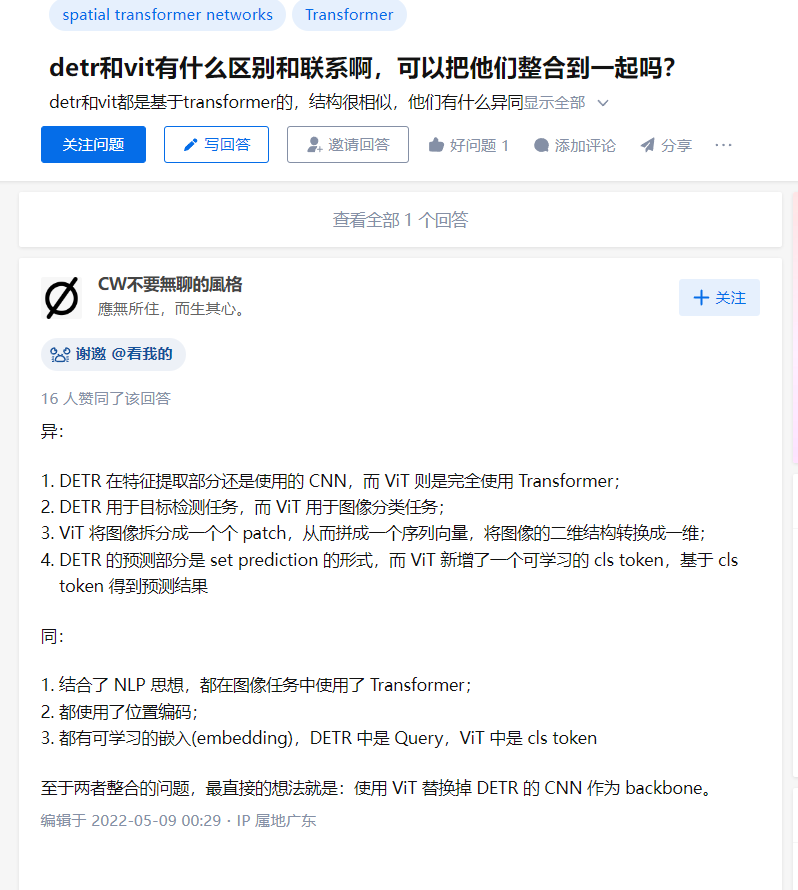 spatial transformer networks Transformer
detr和vit有什么区别和联系啊，可以把他们整合到一起吗？
detr和vit都是基于transformer的，结构很相似，他们有什么异同显示全部
关注问题 写回答 邀请回答 好问题 1 添加评论 分享 ···
查看全部 1 个回答
CW不要無聊的風格
應無所住，而生其心。
+ 关注
谢邀 @看我的
16 人赞同了该回答
异：
1. DETR 在特征提取部分还是使用的 CNN，而 ViT 则是完全使用 Transformer；
2. DETR 用于目标检测任务，而 ViT 用于图像分类任务；
3. ViT 将图像拆分成一个个 patch，从而拼成一个序列向量，将图像的二维结构转换成一维；
4. DETR 的预测部分是 set prediction 的形式，而 ViT 新增了一个可学习的 cls token，基于 cls
token 得到预测结果
同：
1. 结合了 NLP 思想，都在图像任务中使用了 Transformer；
2. 都使用了位置编码；
3. 都有可学习的嵌入(embedding)，DETR 中是 Query，ViT 中是 cls token
至于两者整合的问题，最直接的想法就是：使用 ViT 替换掉 DETR 的 CNN 作为 backbone。
编辑于 2022-05-09 00:29 · IP 属地广东